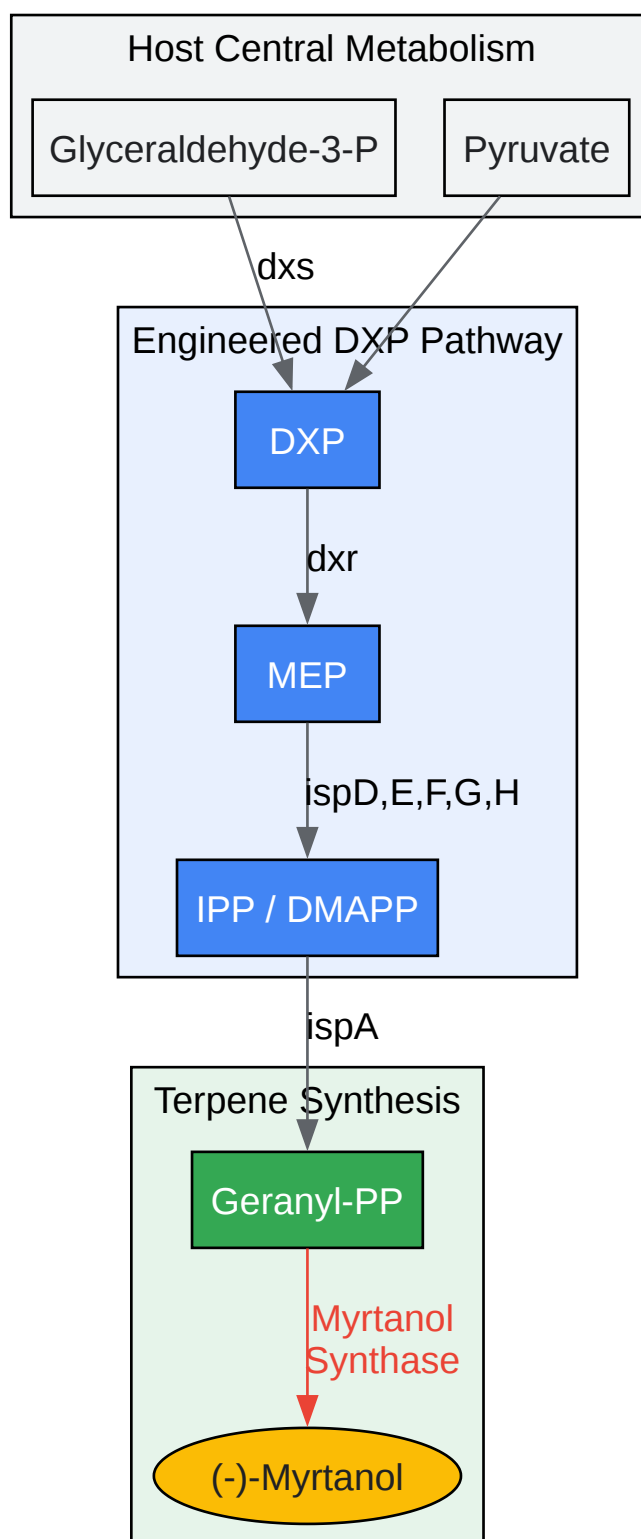 Host Central Metabolism
Glyceraldehyde-3-P
Pyruvate
dxs
Engineered DXP Pathway
DXP
dxr
MEP
ispD,E,F,G,H
IPP / DMAPP
ispA
Terpene Synthesis
Geranyl-PP
Myrtanol
Synthase
(-)-Myrtanol